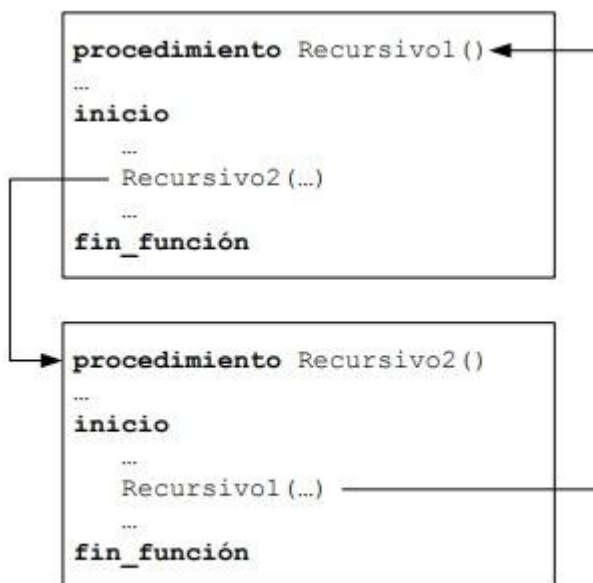 procedimiento Recursivo1()
…
inicio
…
Recursivo2(…)
…
fin_función
procedimiento Recursivo2()
…
inicio
…
Recursivo1(…)
…
fin_función